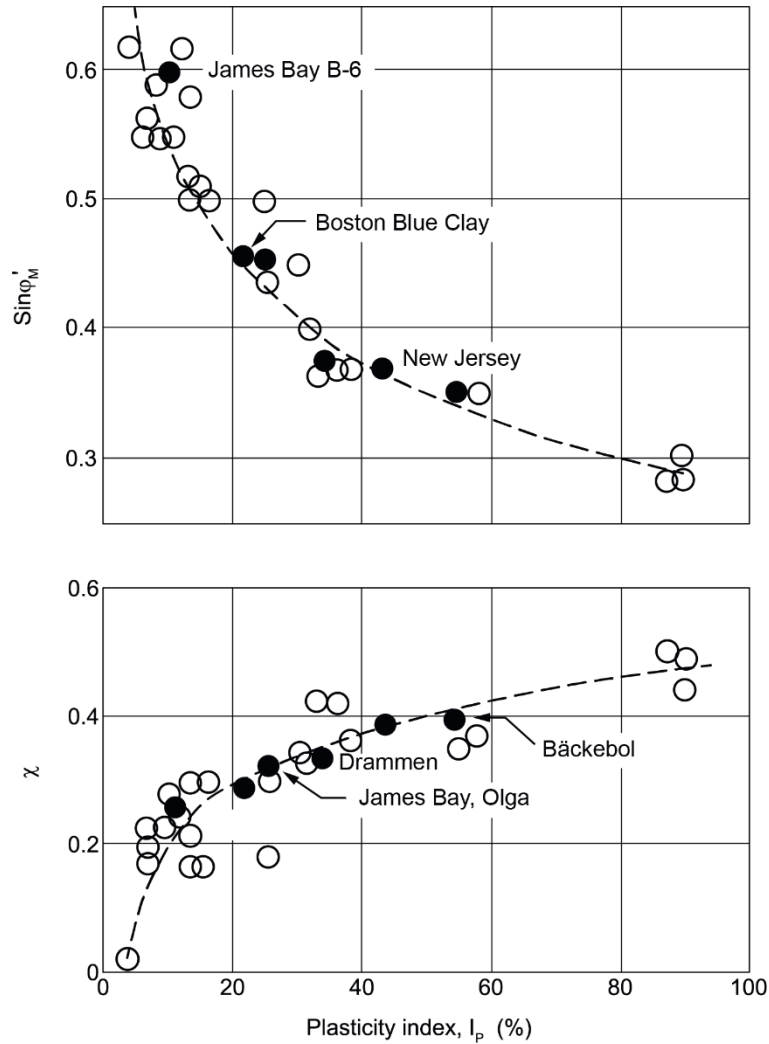 0.6
James Bay B-6
0.5
Boston Blue Clay
Sinφ'M
0.4
New Jersey
0.3
0.6
0.4
Bäckebol
χ
Drammen
James Bay, Olga
0.2
0
0 20 40 60 80 100
Plasticity index, IP (%)